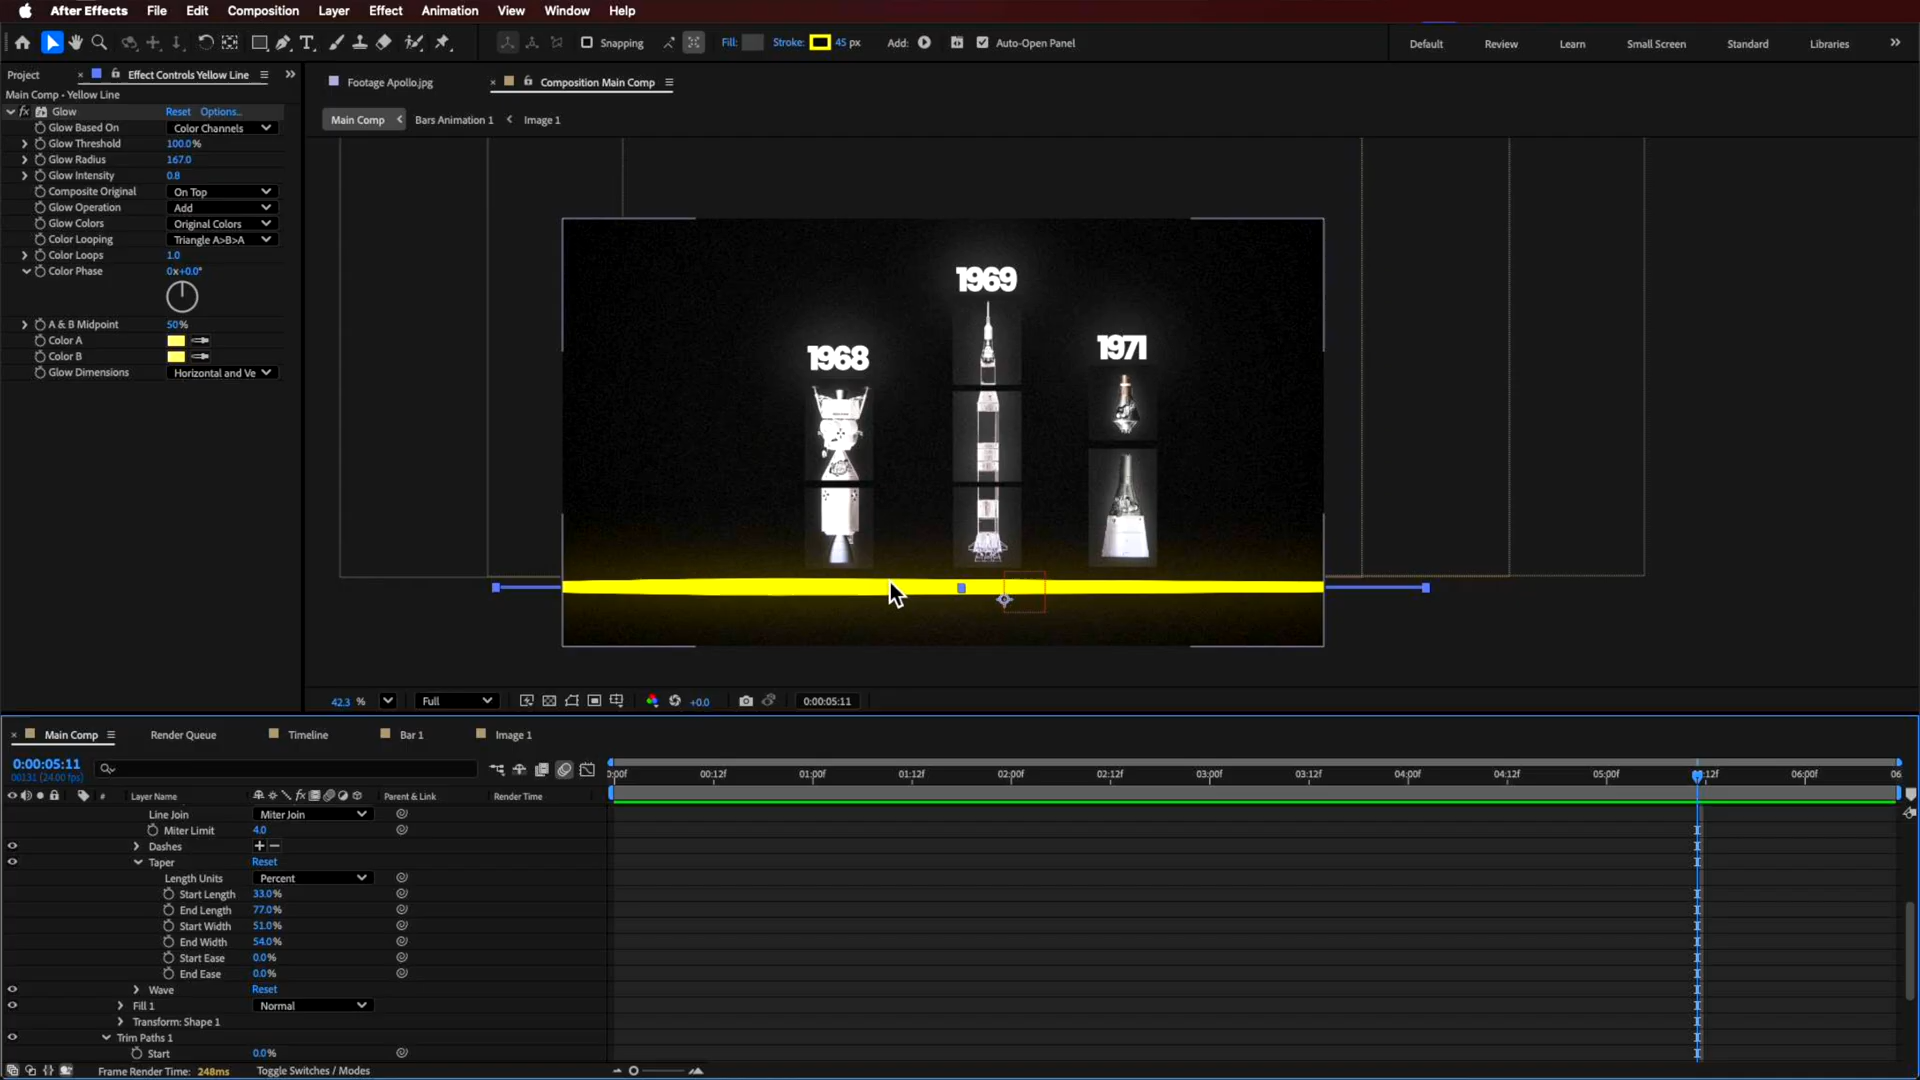 After Effects File Edit Composition Layer Effect Animation View Window Help
Snapping Fill: Stroke: 45 px Add: Auto-Open Panel Default Review Learn Small Screen Standard Libraries
Project × Effect Controls Yellow Line
Footage Apollo.jpg × Composition Main Comp
Main Comp • Yellow Line
fx Glow Reset Options...
Glow Based On Color Channels
Glow Threshold 100.0%
Glow Radius 167.0
Glow Intensity 0.8
Composite Original On Top
Glow Operation Add
Glow Colors Original Colors
Color Looping Triangle A>B>A
Color Loops 1.0
Color Phase 0x+0.0°
A & B Midpoint 50%
Color A
Color B
Glow Dimensions Horizontal and Ve
Main Comp Bars Animation 1 Image 1
1969
1971
1968
42.3 % Full +0.0 0:00:05:11
× Main Comp Render Queue Timeline Bar 1 Image 1
0:00:05:11
00131 (24.00 fps)
:00f 00:12f 01:00f 01:12f 02:00f 02:12f 03:00f 03:12f 04:00f 04:12f 05:00f 05:12f 06:00f 06
# Layer Name Parent & Link Render Time
Line Join Miter Join
Miter Limit 4.0
Dashes
Taper Reset
Length Units Percent
Start Length 33.0%
End Length 77.0%
Start Width 51.0%
End Width 54.0%
Start Ease 0.0%
End Ease 0.0%
Wave Reset
Fill 1 Normal
Transform: Shape 1
Trim Paths 1
Start 0.0%
Frame Render Time: 248ms Toggle Switches / Modes